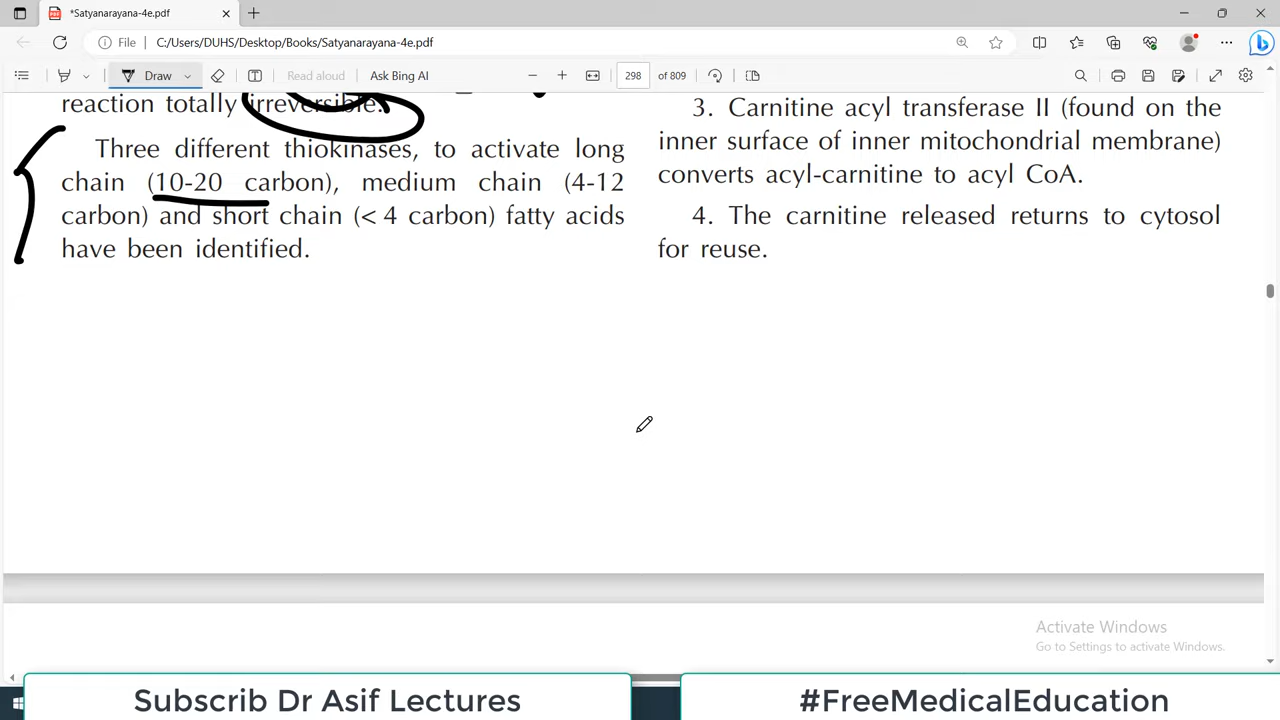 *Satyanarayana-4e.pdf
File
C:/Users/DUHS/Desktop/Books/Satyanarayana-4e.pdf
Draw
Read aloud
Ask Bing AI
298 of 809
reaction totally irreversible.
Three different thiokinases, to activate long
chain (10-20 carbon), medium chain (4-12
carbon) and short chain (< 4 carbon) fatty acids
have been identified.
3. Carnitine acyl transferase II (found on the
inner surface of inner mitochondrial membrane)
converts acyl-carnitine to acyl CoA.
4. The carnitine released returns to cytosol
for reuse.
Activate Windows
Go to Settings to activate Windows.
Subscrib Dr Asif Lectures
#FreeMedicalEducation